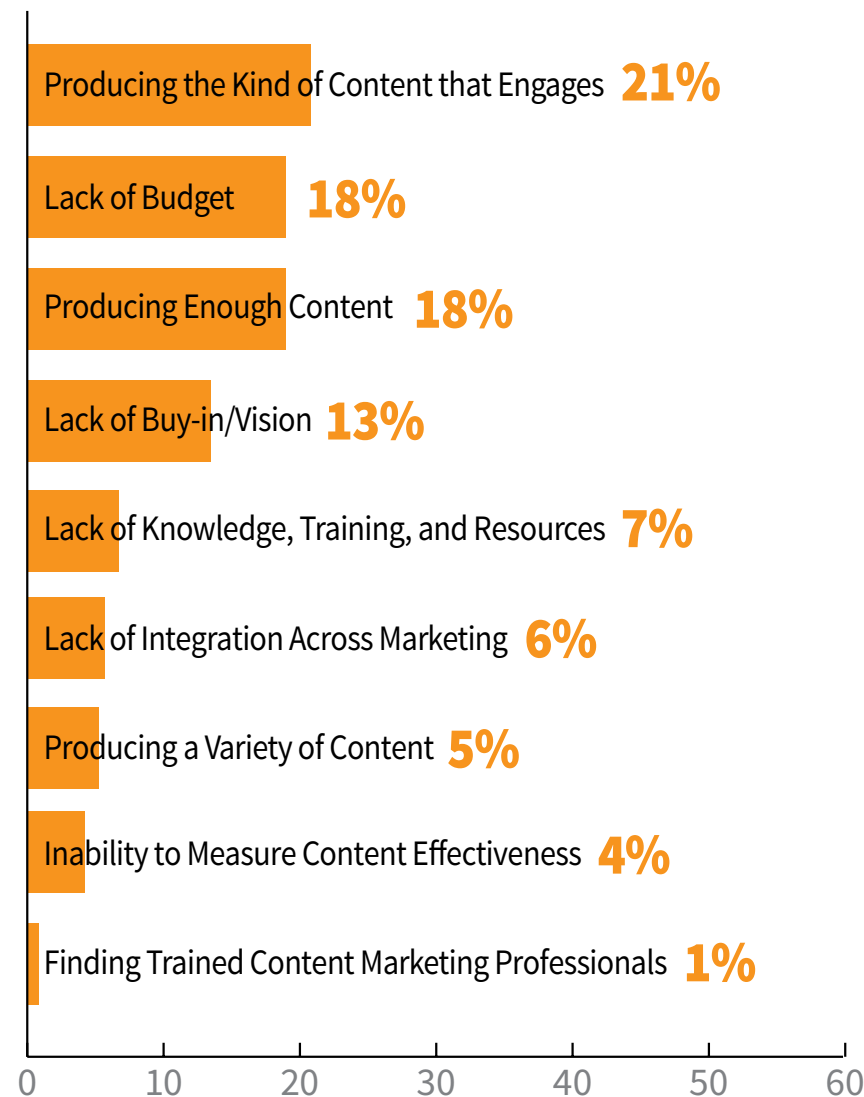 Producing the Kind of Content that Engages 21%
Lack of Budget 18%
Producing Enough Content 18%
Lack of Buy-in/Vision 13%
Lack of Knowledge, Training, and Resources 7%
Lack of Integration Across Marketing 6%
Producing a Variety of Content 5%
Inability to Measure Content Effectiveness 4%
Finding Trained Content Marketing Professionals 1%
0 10 20 30 40 50 60